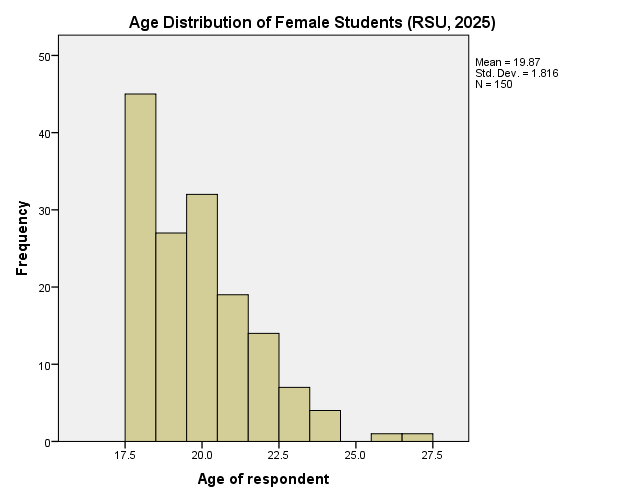 Age Distribution of Female Students (RSU, 2025)
Mean = 19.87
Std. Dev. = 1.816
N = 150
50
40
30
20
10
0
Frequency
17.5 20.0 22.5 25.0 27.5
Age of respondent